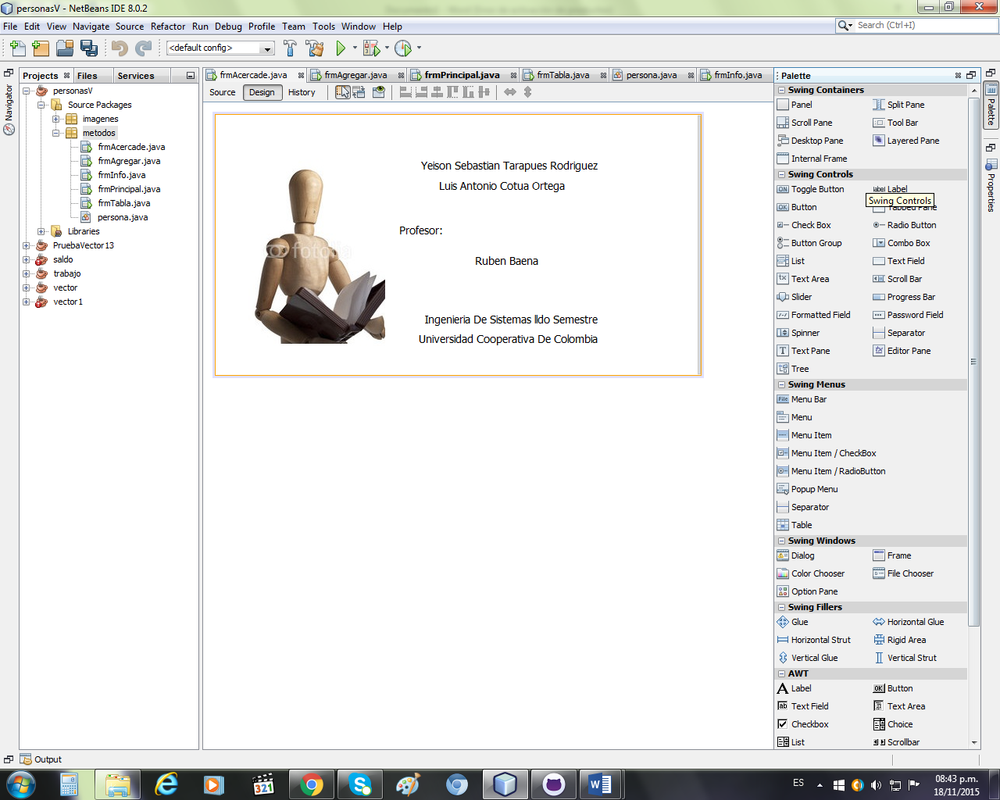 personasV - NetBeans IDE 8.0.2
File Edit View Navigate Source Refactor Run Debug Profile Team Tools Window Help
Search (Ctrl+I)
<default config>
Projects Files Services
frmAcercade.java frmAgregar.java frmPrincipal.java frmTabla.java persona.java frmInfo.java
Source Design History
Navigator
personasV
Source Packages
imagenes
metodos
frmAcercade.java
frmAgregar.java
frmInfo.java
frmPrincipal.java
frmTabla.java
persona.java
Libraries
PruebaVector13
saldo
trabajo
vector
vector1
Yeison Sebastian Tarapues Rodriguez
Luis Antonio Cotua Ortega
Profesor:
Ruben Baena
Ingenieria De Sistemas IIdo Semestre
Universidad Cooperativa De Colombia
Palette
Swing Containers
Panel Split Pane
Scroll Pane Tool Bar
Desktop Pane Layered Pane
Internal Frame
Swing Controls
Toggle Button Label
Swing Controls
Button
Check Box Radio Button
Button Group Combo Box
List Text Field
Text Area Scroll Bar
Slider Progress Bar
Formatted Field Password Field
Spinner Separator
Text Pane Editor Pane
Tree
Swing Menus
Menu Bar
Menu
Menu Item
Menu Item / CheckBox
Menu Item / RadioButton
Popup Menu
Separator
Table
Swing Windows
Dialog Frame
Color Chooser File Chooser
Option Pane
Swing Fillers
Glue Horizontal Glue
Horizontal Strut Rigid Area
Vertical Glue Vertical Strut
AWT
Label Button
Text Field Text Area
Checkbox Choice
List Scrollbar
Palette
Properties
Output
ES
08:43 p.m.
18/11/2015